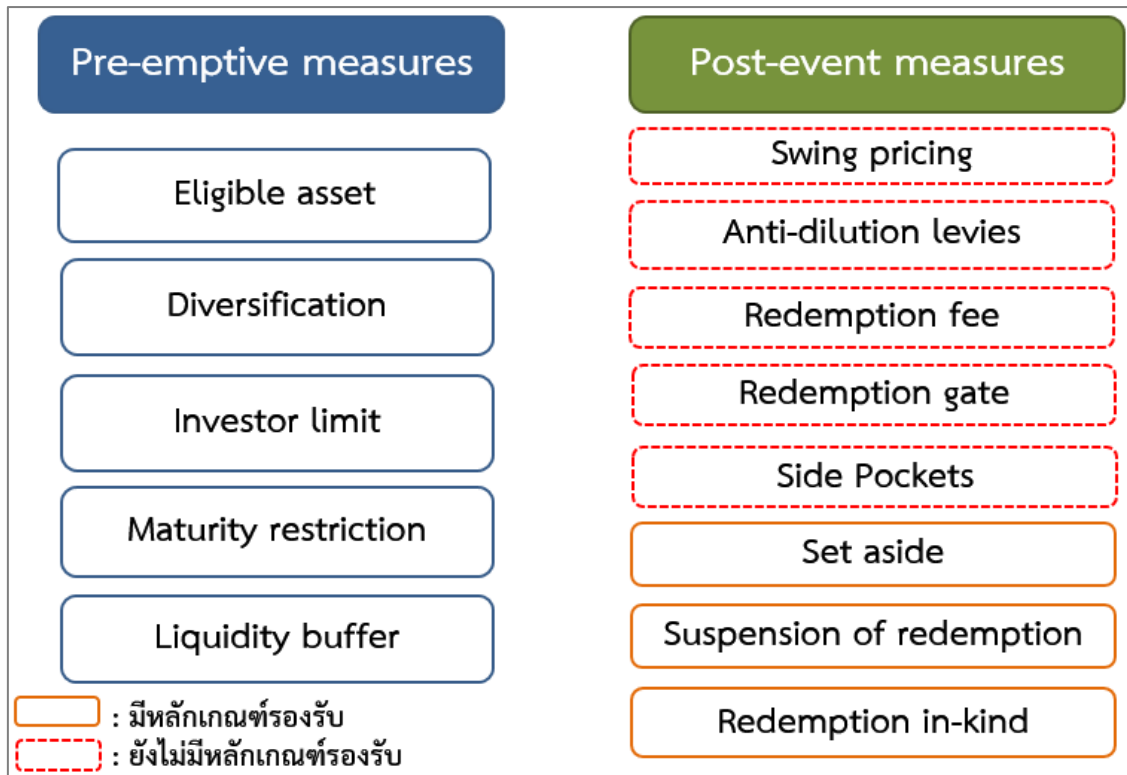 Pre-emptive measures
Eligible asset
Diversification
Investor limit
Maturity restriction
Liquidity buffer
: มีหลักเกณฑ์รองรับ
: ยังไม่มีหลักเกณฑ์รองรับ
Post-event measures
Swing pricing
Anti-dilution levies
Redemption fee
Redemption gate
Side Pockets
Set aside
Suspension of redemption
Redemption in-kind